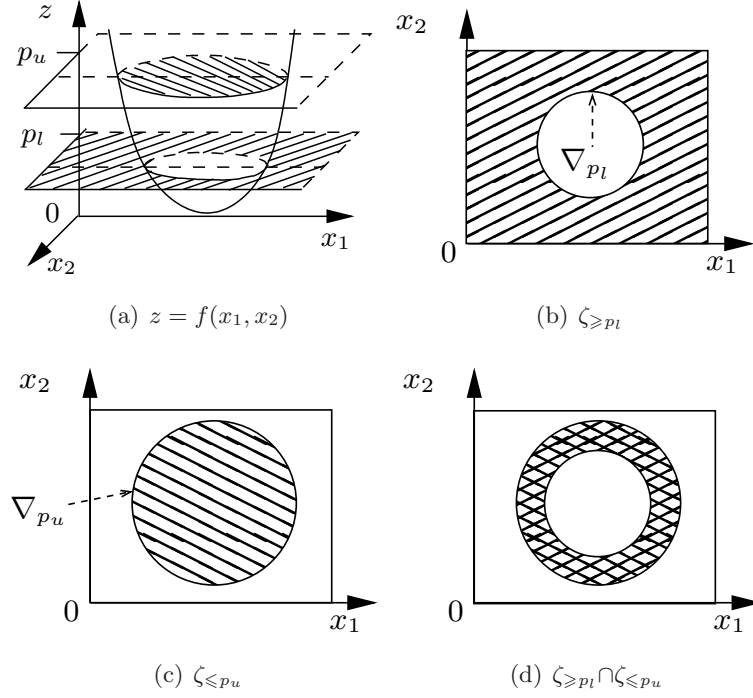 z
p_u
p_l
0
x_1
x_2
(a) z = f(x_1, x_2)
x_2
∇_{p_l}
0
x_1
(b) ζ_{⩾p_l}
x_2
∇_{p_u}
0
x_1
(c) ζ_{⩽p_u}
x_2
0
x_1
(d) ζ_{⩾p_l}∩ζ_{⩽p_u}